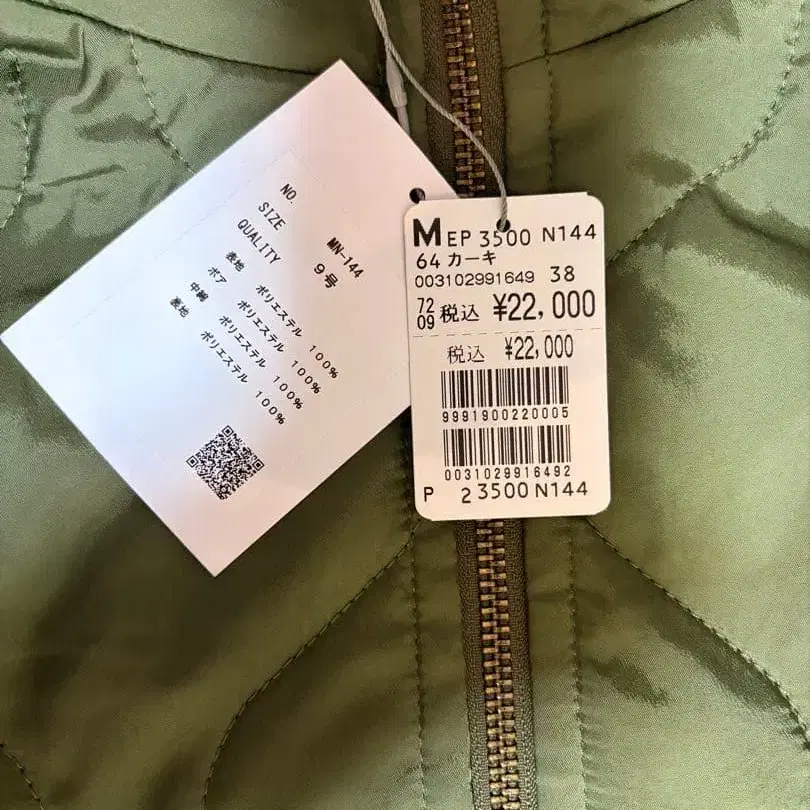 NO. MN-144
SIZE 9号
QUALITY
表地 ポリエステル 100%
ボア ポリエステル 100%
中綿 ポリエステル 100%
裏地 ポリエステル 100%
M EP 3500 N144
64 カーキ
003102991649 38
7209 税込 ¥22,000
税込 ¥22,000
9991900220005
0031029916492
P 2 3500 N144